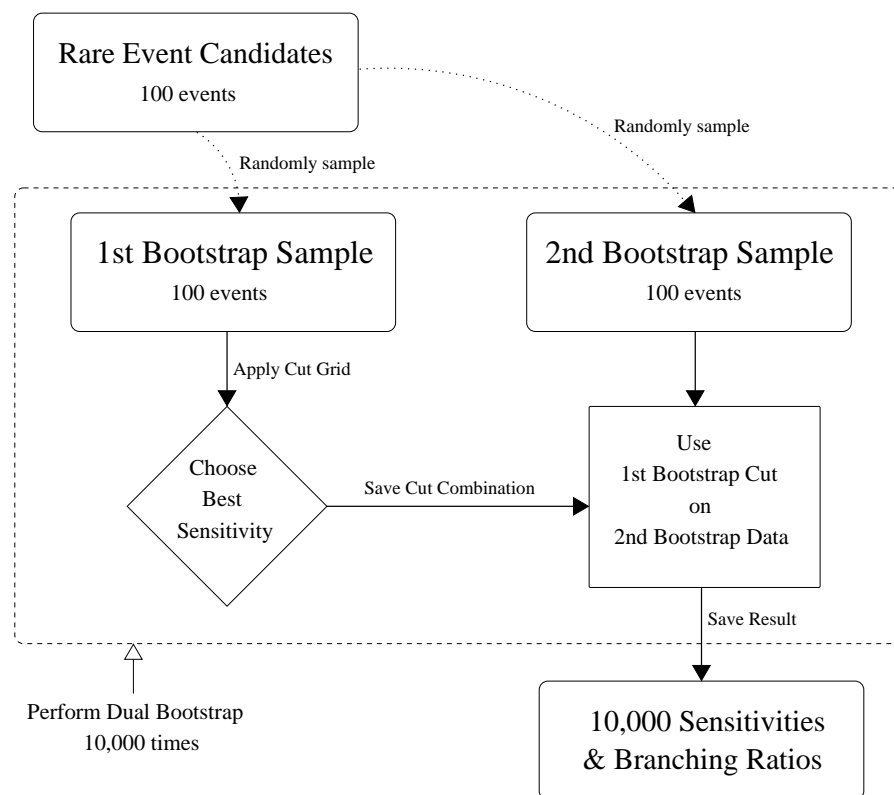 Rare Event Candidates
100 events
Randomly sample
Randomly sample
1st Bootstrap Sample
100 events
2nd Bootstrap Sample
100 events
Apply Cut Grid
Choose
Best
Sensitivity
Save Cut Combination
Use
1st Bootstrap Cut
on
2nd Bootstrap Data
Save Result
Perform Dual Bootstrap
10,000 times
10,000 Sensitivities
& Branching Ratios